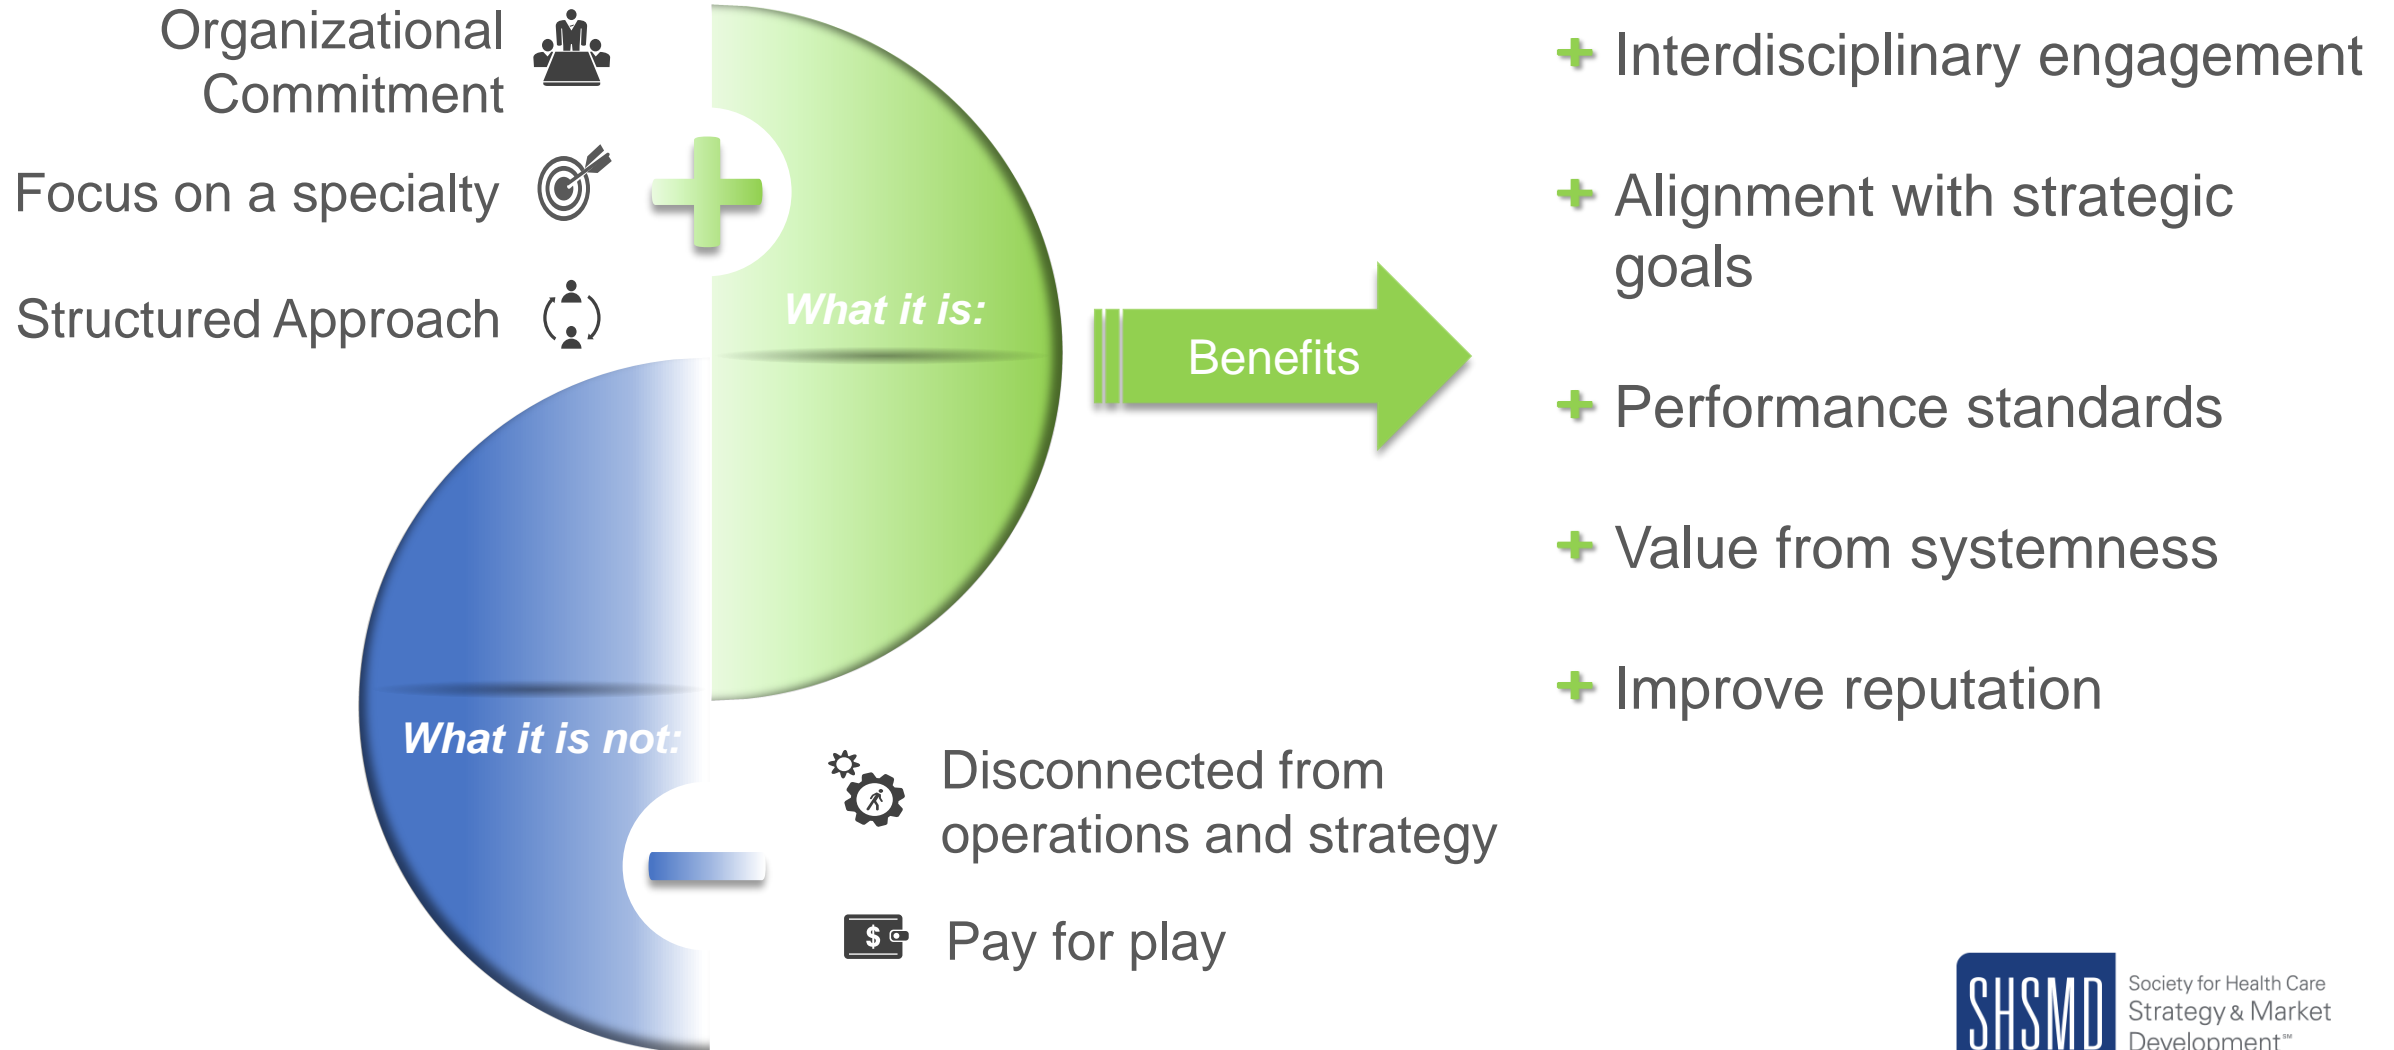 Organizational
Commitment
Focus on a specialty
Structured Approach
What it is:
Benefits
Interdisciplinary engagement
Alignment with strategic
goals
Performance standards
Value from systemness
Improve reputation
What it is not:
Disconnected from
operations and strategy
$
Pay for play
SHSMD
Society for Health Care
Strategy & Market
Development℠